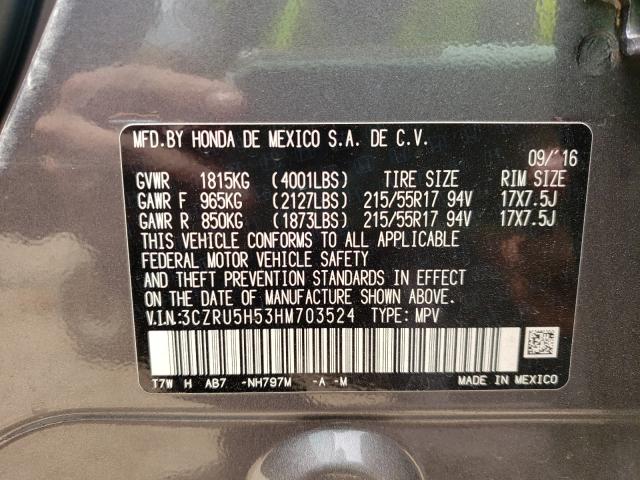 MFD.BY HONDA DE MEXICO S.A. DE C.V.
09/'16
GVWR 1815KG (4001LBS) TIRE SIZE RIM SIZE
GAWR F 965KG (2127LBS) 215/55R17 94V 17X7.5J
GAWR R 850KG (1873LBS) 215/55R17 94V 17X7.5J
THIS VEHICLE CONFORMS TO ALL APPLICABLE
FEDERAL MOTOR VEHICLE SAFETY
AND THEFT PREVENTION STANDARDS IN EFFECT
ON THE DATE OF MANUFACTURE SHOWN ABOVE.
V.I.N:3CZRU5H53HM703524 TYPE: MPV
T7W H AB7 -NH797M -A -M MADE IN MEXICO